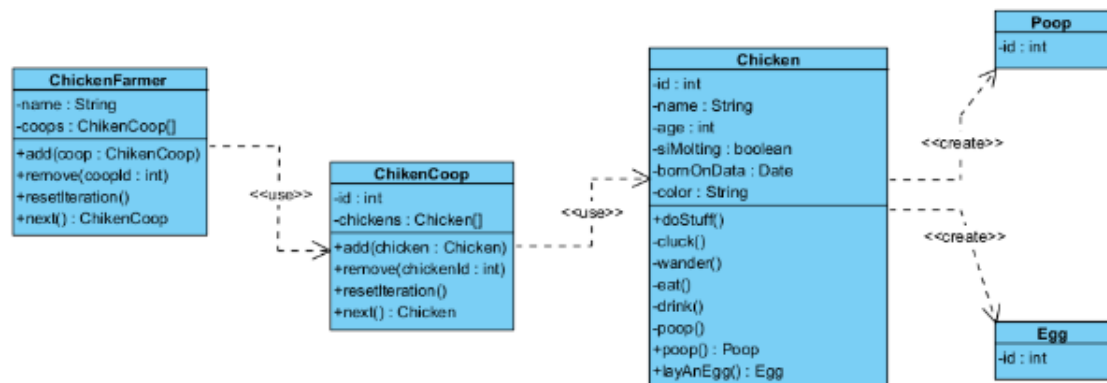 ChickenFarmer
-name : String
-coops : ChikenCoop[]
+add(coop : ChikenCoop)
+remove(coopId : int)
+resetIteration()
+next() : ChikenCoop
<<use>>
ChikenCoop
-id : int
-chickens : Chicken[]
+add(chicken : Chicken)
+remove(chickenId : int)
+resetIteration()
+next() : Chicken
<<use>>
Chicken
-id : int
-name : String
-age : int
-siMolting : boolean
-bornOnData : Date
-color : String
+doStuff()
-cluck()
-wander()
-eat()
-drink()
-poop()
+poop() : Poop
+layAnEgg() : Egg
<<create>>
Poop
-id : int
<<create>>
Egg
-id : int